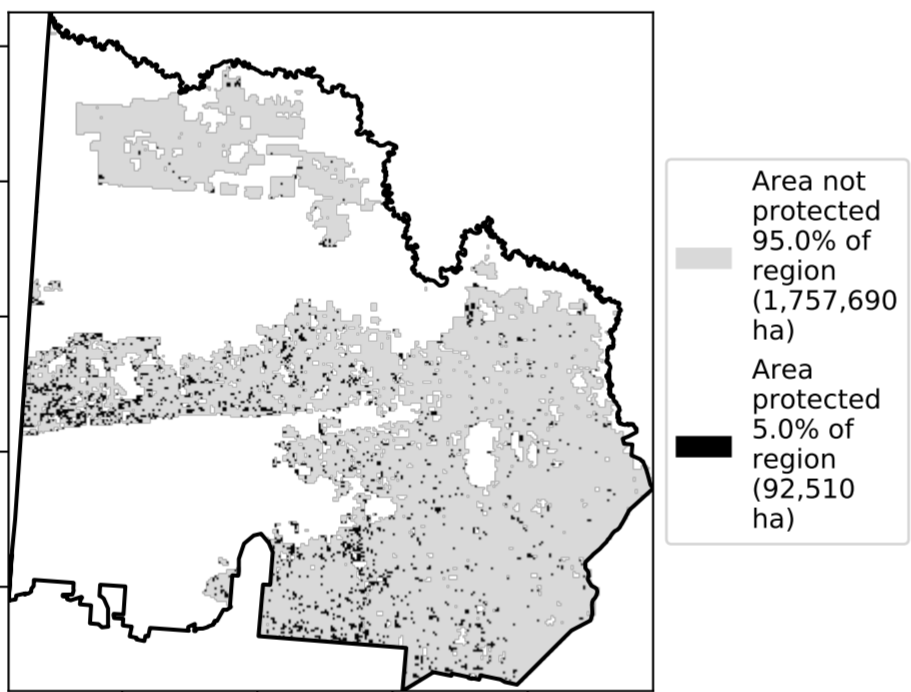 Area not
protected
95.0% of
region
(1,757,690
ha)
Area
protected
5.0% of
region
(92,510
ha)